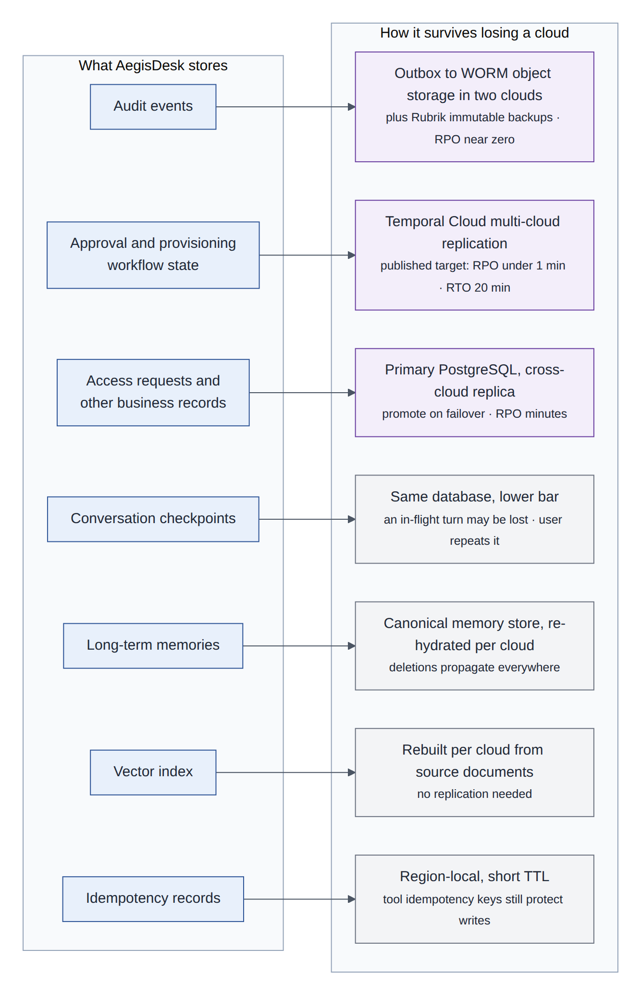 How it survives losing a cloud
What AegisDesk stores
Audit events
Outbox to WORM object
storage in two clouds
plus Rubrik immutable backups ·
RPO near zero
Approval and provisioning
workflow state
Temporal Cloud multi-cloud
replication
published target: RPO under 1 min
· RTO 20 min
Access requests and
other business records
Primary PostgreSQL, cross-
cloud replica
promote on failover · RPO minutes
Conversation checkpoints
Same database, lower bar
an in-flight turn may be lost · user
repeats it
Long-term memories
Canonical memory store, re-
hydrated per cloud
deletions propagate everywhere
Vector index
Rebuilt per cloud from
source documents
no replication needed
Idempotency records
Region-local, short TTL
tool idempotency keys still protect
writes